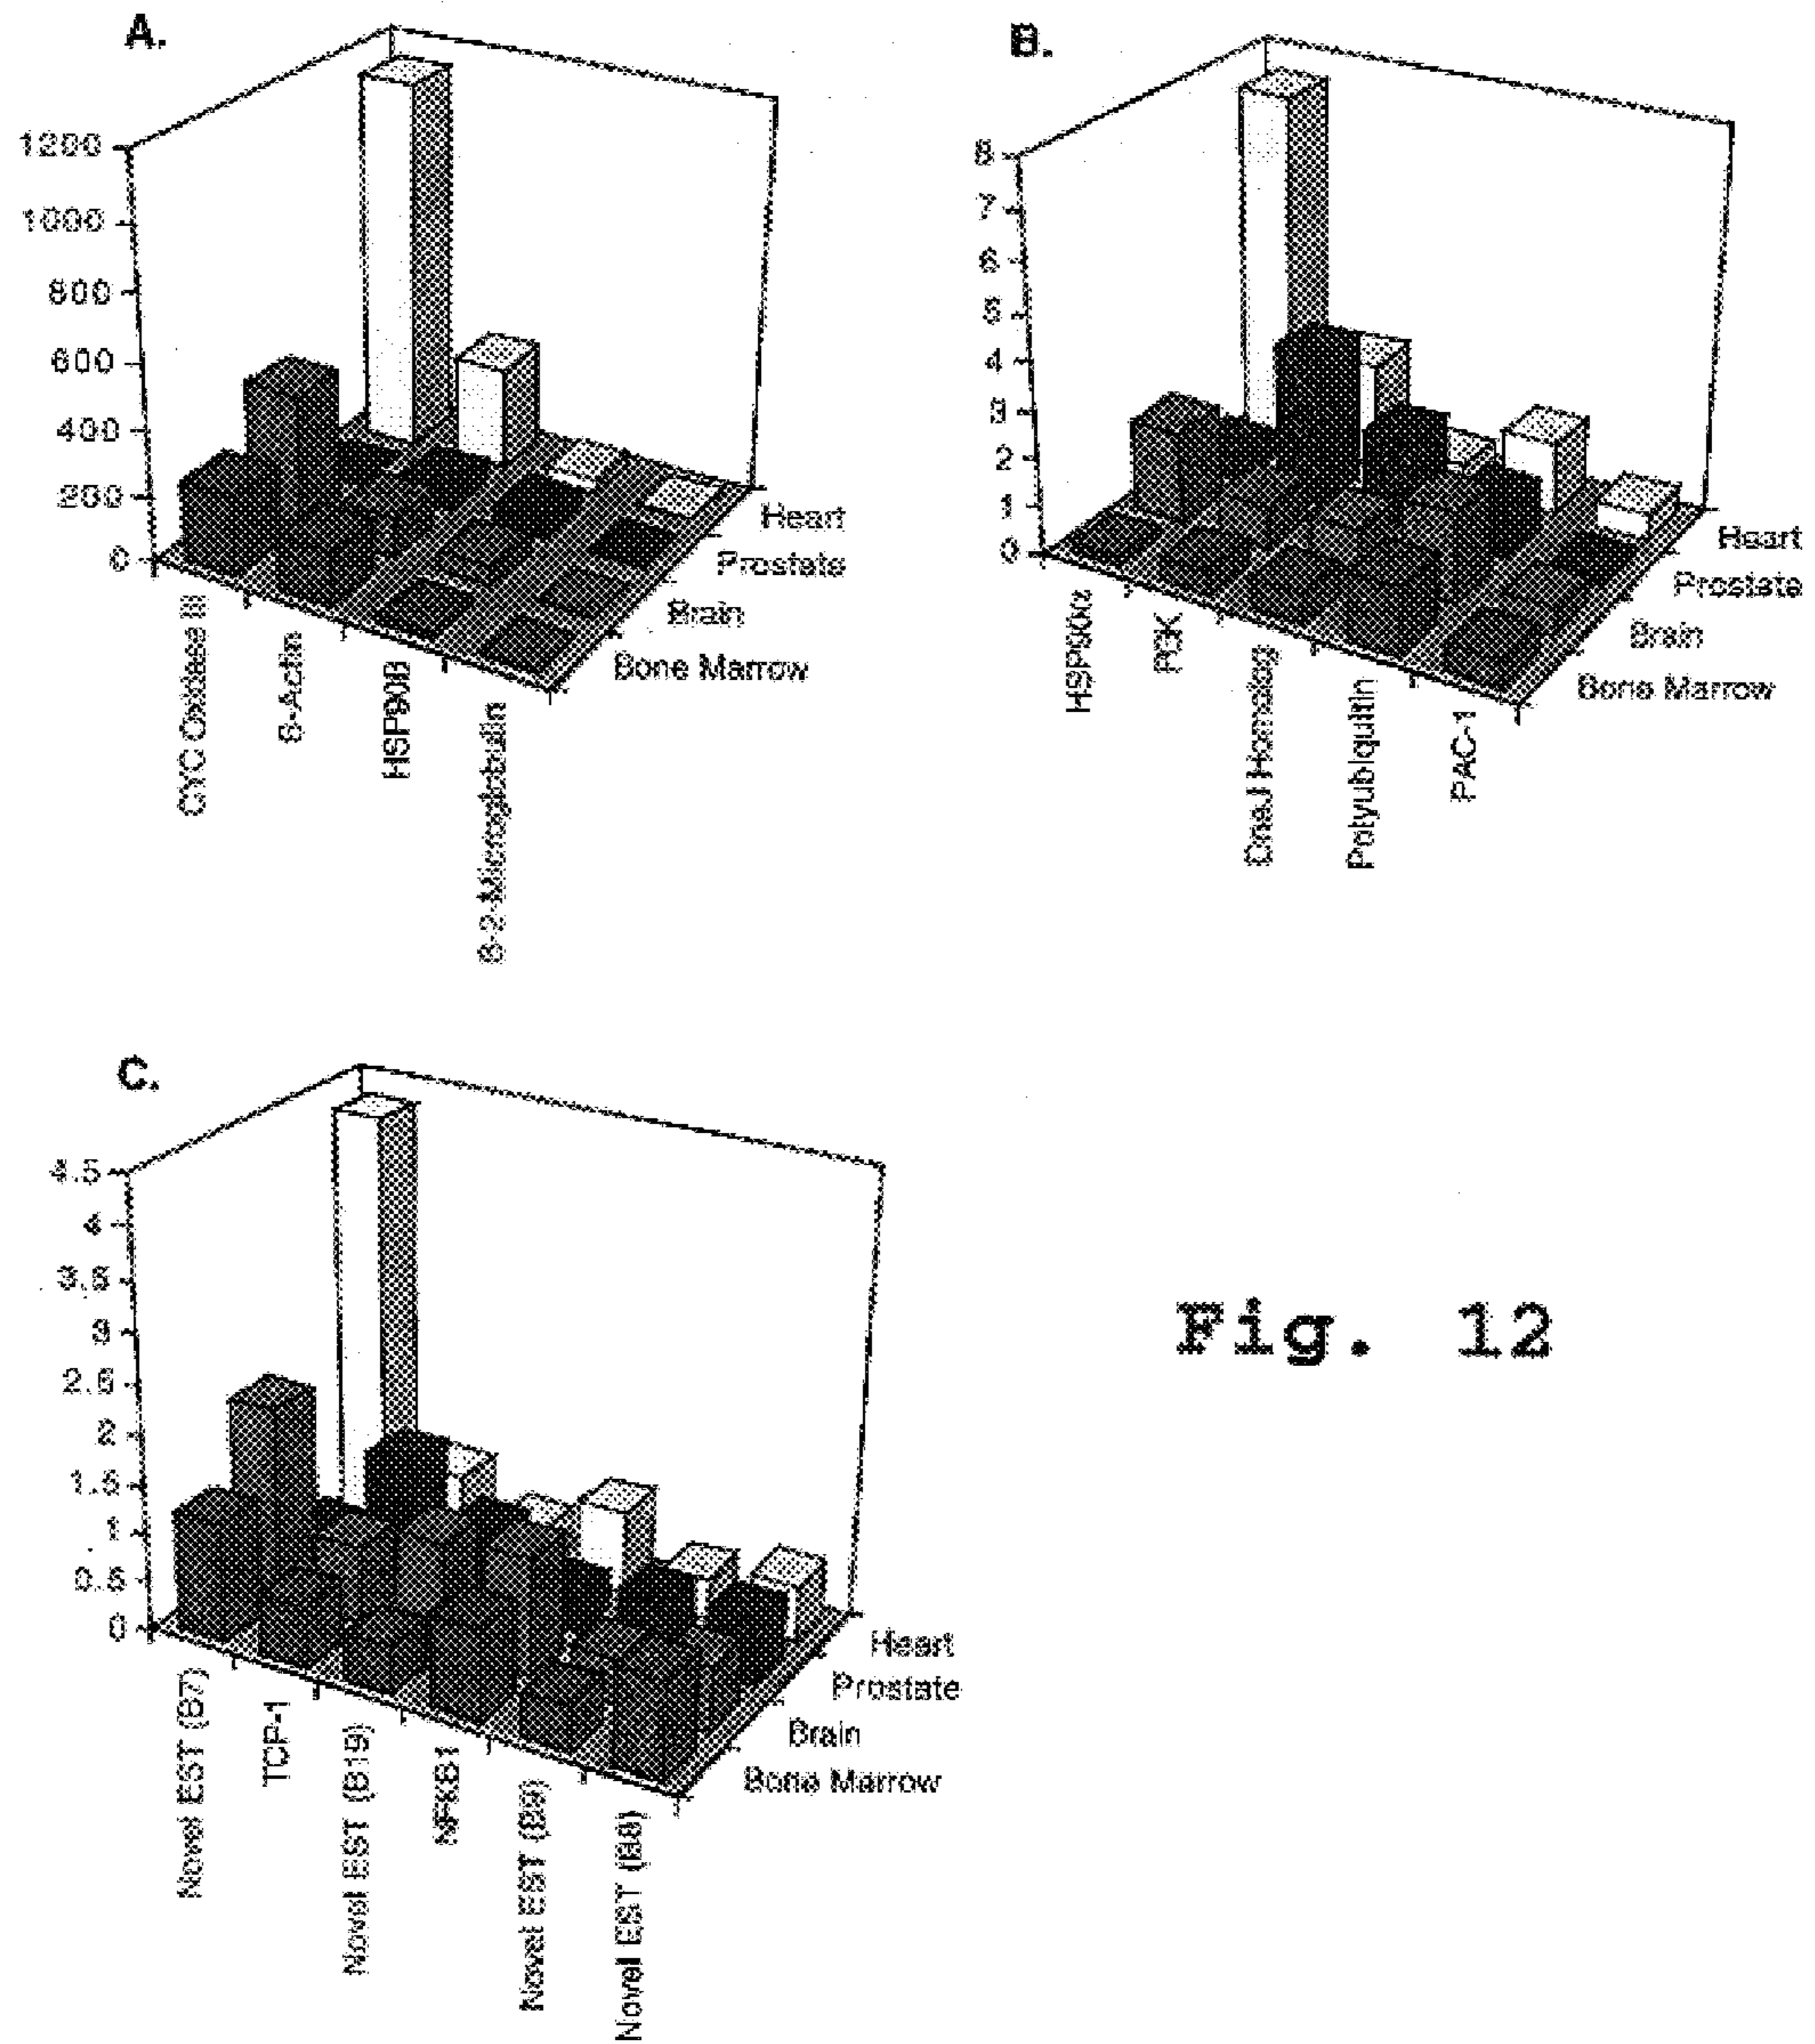 A.
1200
1000
800
600
400
200
0
Heart
Prostate
Brain
Bone Marrow
CYC Oxidase III
ß-Actin
HSP90B
ß-2-Microglobulin
B.
8
7
6
5
4
3
2
1
0
Heart
Prostate
Brain
Bone Marrow
HSP90α
PGK
DnaJ Homolog
Polyubiquitin
PAC-1
C.
4.5
4
3.5
3
2.5
2
1.5
1
0.5
0
Heart
Prostate
Brain
Bone Marrow
Novel EST (B7)
TCP-1
Novel EST (B19)
NFKB1
Novel EST (B9)
Novel EST (B8)
Fig. 12